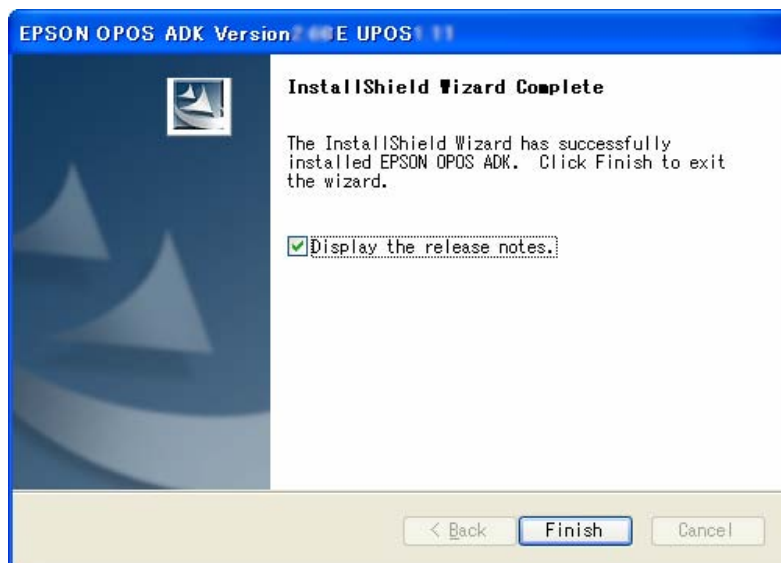 EPSON OPOS ADK Version E UPOS
InstallShield Wizard Complete
The InstallShield Wizard has successfully
installed EPSON OPOS ADK. Click Finish to exit
the wizard.
Display the release notes.
< Back
Finish
Cancel